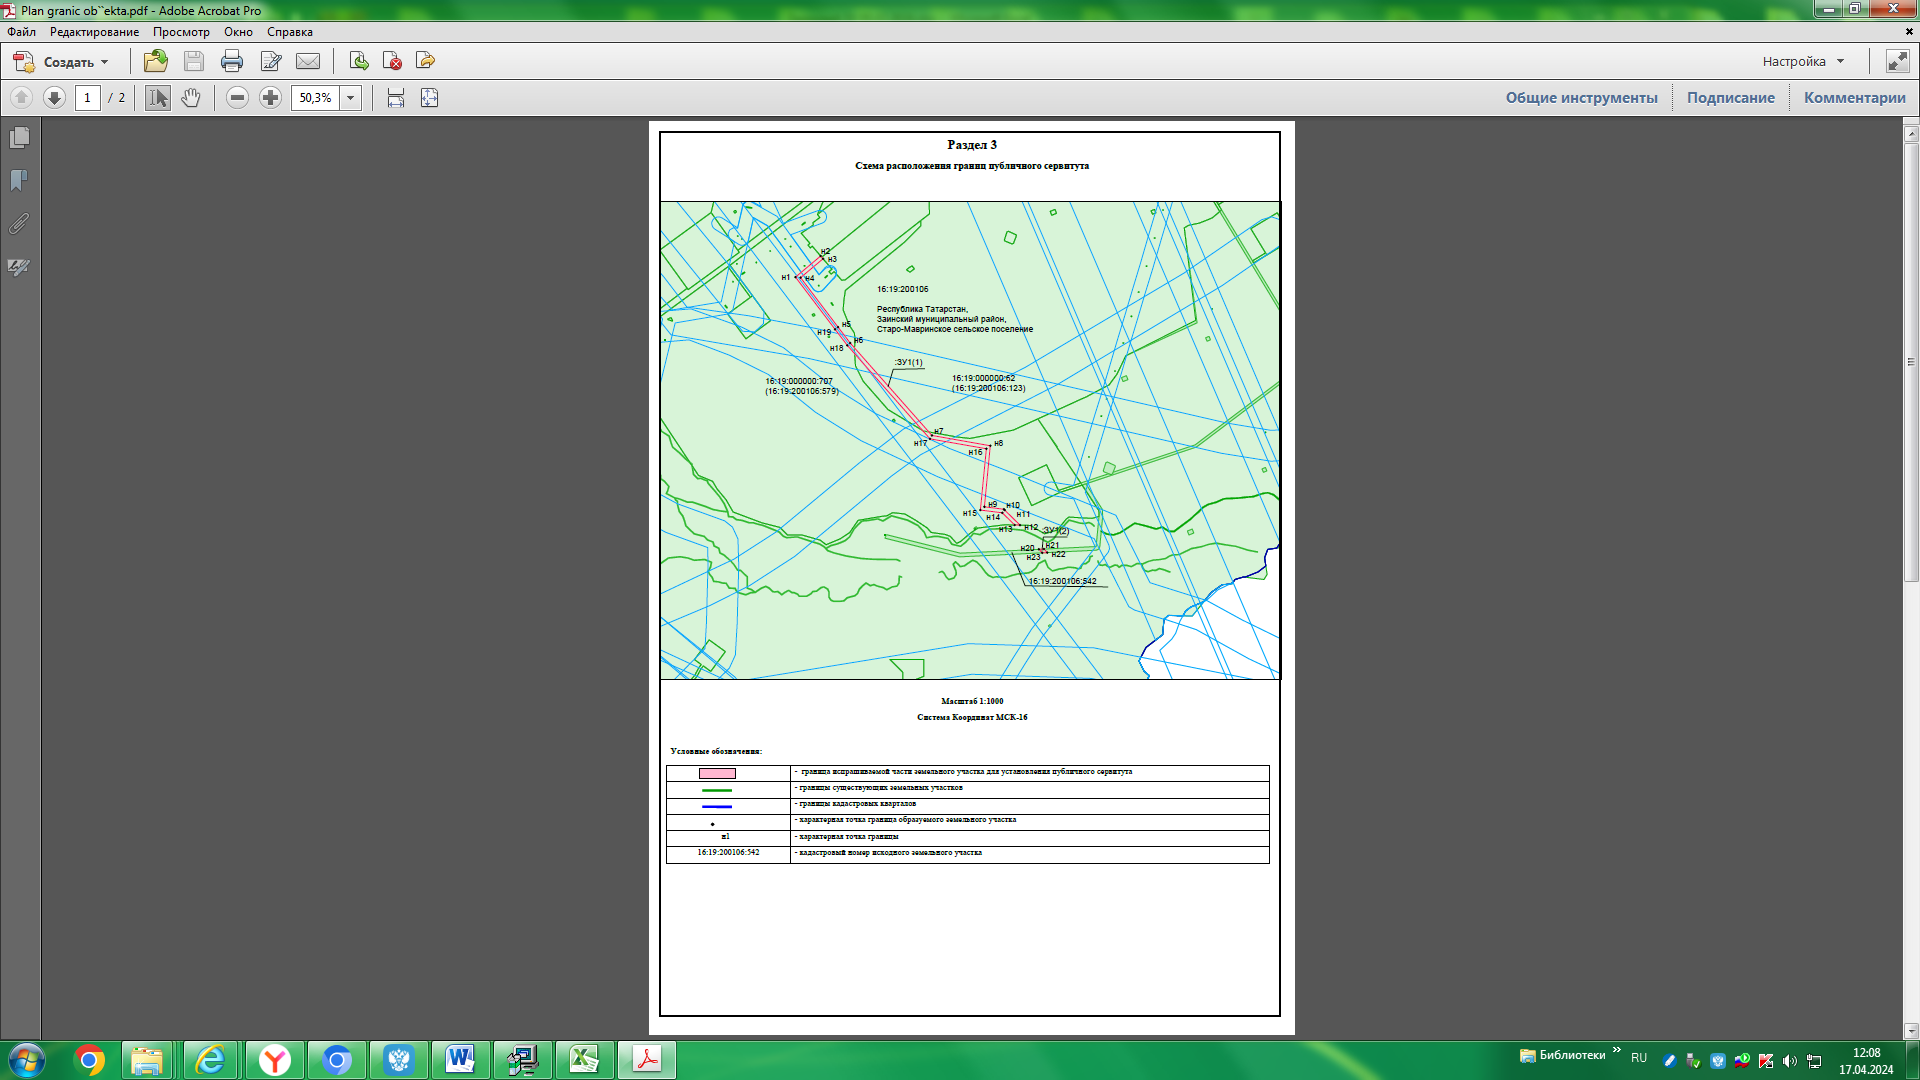 Plan granic ob``ekta.pdf - Adobe Acrobat Pro
Файл Редактирование Просмотр Окно Справка
Создать
Настройка
1 / 2
50,3%
Общие инструменты Подписание Комментарии
Раздел 3
Схема расположения границ публичного сервитута
н2
н3
н1 н4
16:19:200106
Республика Татарстан,
Заинский муниципальный район,
Старо-Мавринское сельское поселение
н5
н19
н6
н18
:ЗУ1(1)
16:19:000000:707
(16:19:200106:579)
16:19:000000:62
(16:19:200106:123)
н7
н17
н8
н16
н9
н10
н15
н14
н11
н13
н12
:ЗУ1(2)
н20
н21
н23
н22
16:19:200106:542
Масштаб 1:1000
Система Координат МСК-16
Условные обозначения:
- граница испрашиваемой части земельного участка для установления публичного сервитута
- границы существующих земельных участков
- границы кадастровых кварталов
- характерная точка граница образуемого земельного участка
н1 - характерная точка границы
16:19:200106:542 - кадастровый номер исходного земельного участка
Библиотеки
RU
12:08
17.04.2024